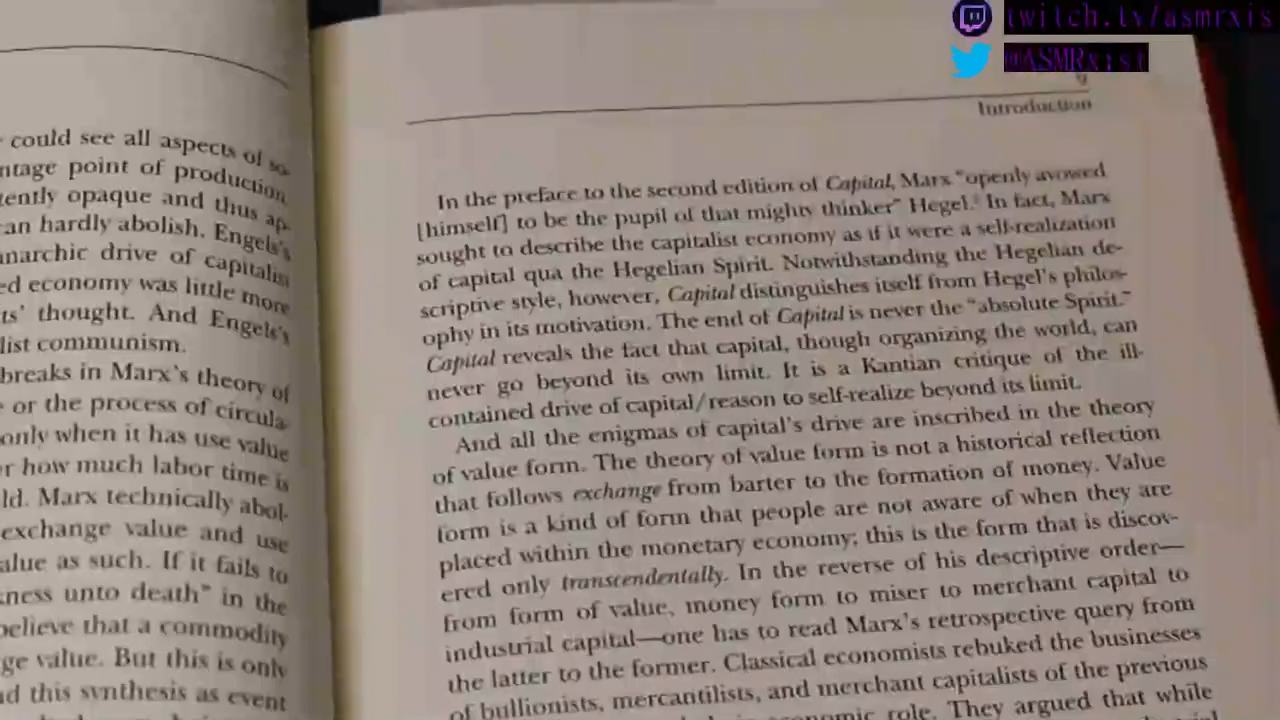 twitch.tv/asmrxis
@ASMRxist
could see all aspects of so-
ntage point of production
tently opaque and thus ap-
can hardly abolish. Engels's
anarchic drive of capitalist
ed economy was little more
ts' thought. And Engels's
list communism.
breaks in Marx's theory of
or the process of circula-
only when it has use value
r how much labor time is
ld. Marx technically abol-
exchange value and use
alue as such. If it fails to
kness unto death" in the
believe that a commodity
ge value. But this is only
nd this synthesis as event
9
Introduction
In the preface to the second edition of Capital, Marx "openly avowed
[himself] to be the pupil of that mighty thinker" Hegel. In fact, Marx
sought to describe the capitalist economy as if it were a self-realization
of capital qua the Hegelian Spirit. Notwithstanding the Hegelian de-
scriptive style, however, Capital distinguishes itself from Hegel's philos-
ophy in its motivation. The end of Capital is never the "absolute Spirit."
Capital reveals the fact that capital, though organizing the world, can
never go beyond its own limit. It is a Kantian critique of the ill-
contained drive of capital/reason to self-realize beyond its limit.
And all the enigmas of capital's drive are inscribed in the theory
of value form. The theory of value form is not a historical reflection
that follows exchange from barter to the formation of money. Value
form is a kind of form that people are not aware of when they are
placed within the monetary economy; this is the form that is discov-
ered only transcendentally. In the reverse of his descriptive order—
from form of value, money form to miser to merchant capital to
industrial capital—one has to read Marx's retrospective query from
the latter to the former. Classical economists rebuked the businesses
of bullionists, mercantilists, and merchant capitalists of the previous
economic role. They argued that while